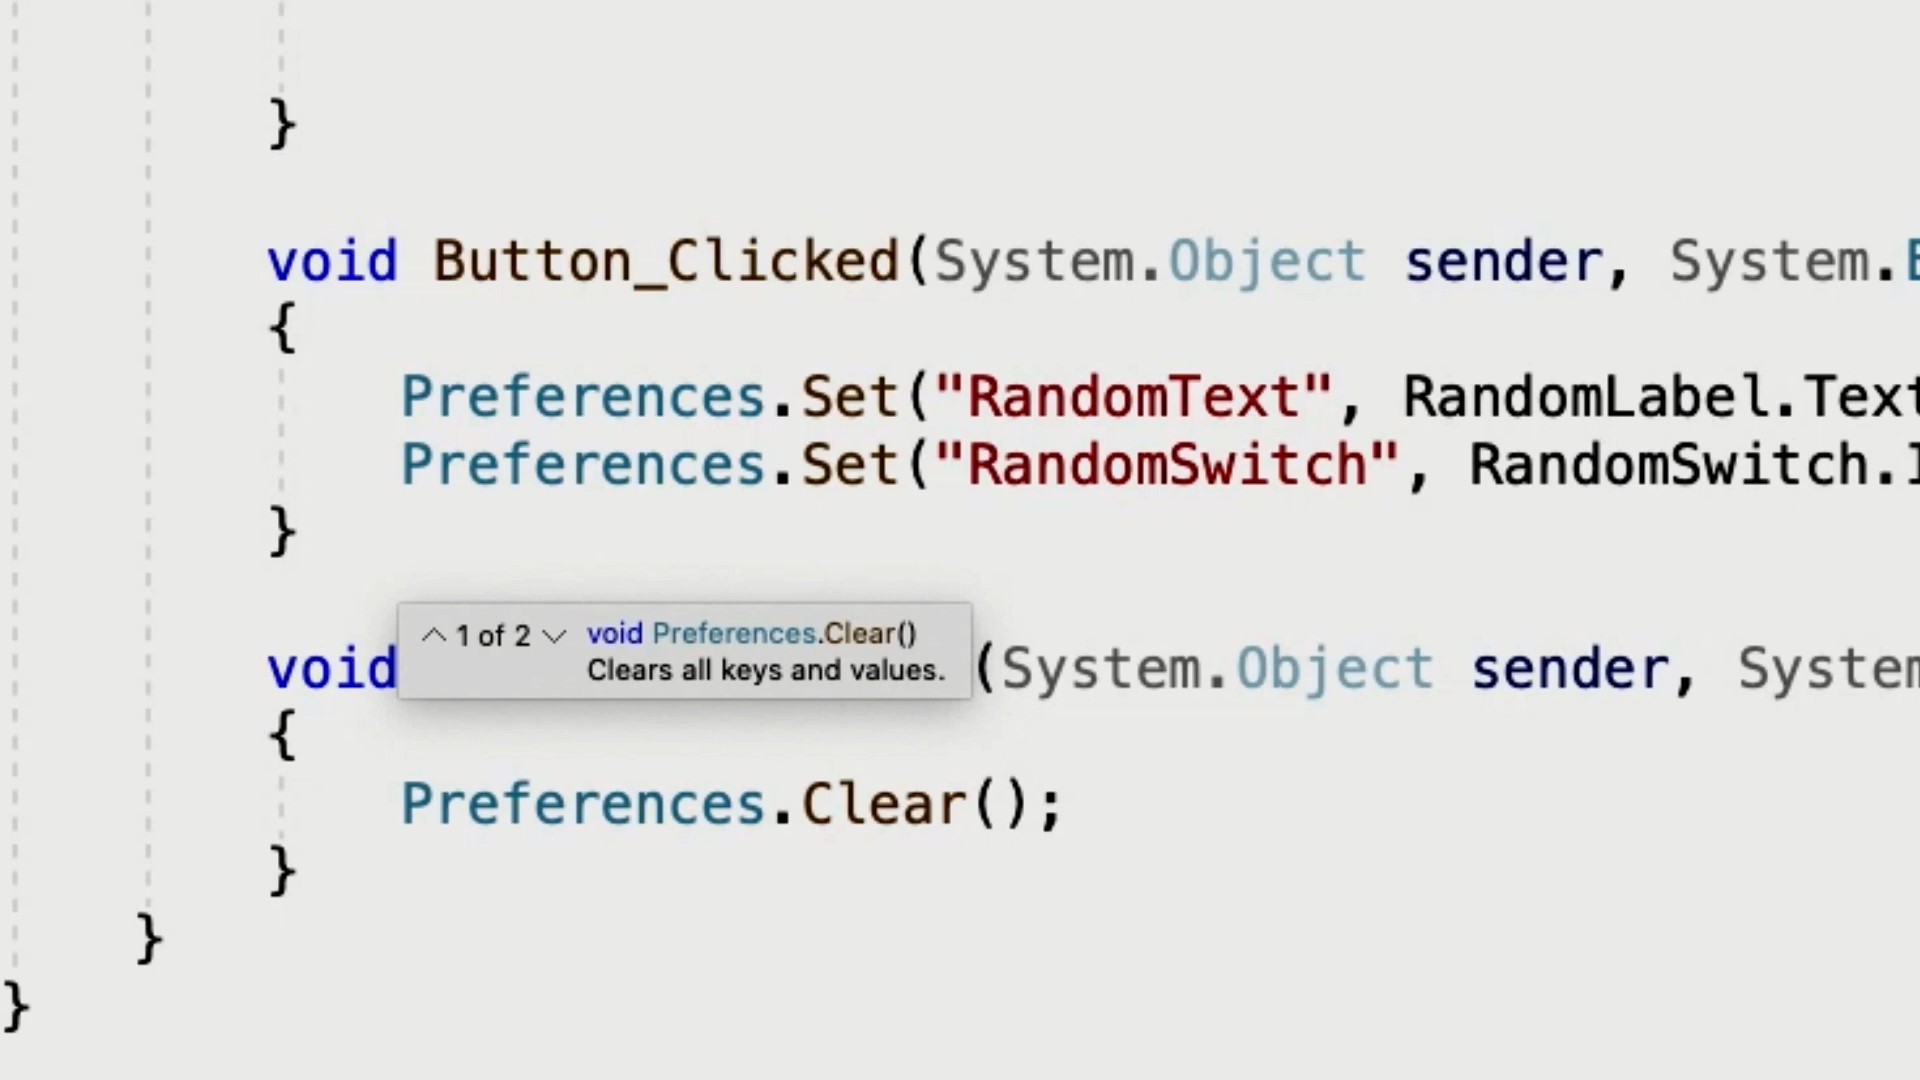 }
void Button_Clicked(System.Object sender, System.
{
Preferences.Set("RandomText", RandomLabel.Text
Preferences.Set("RandomSwitch", RandomSwitch.
}
1 of 2 void Preferences.Clear()
Clears all keys and values.
void (System.Object sender, System
{
Preferences.Clear();
}
}
}